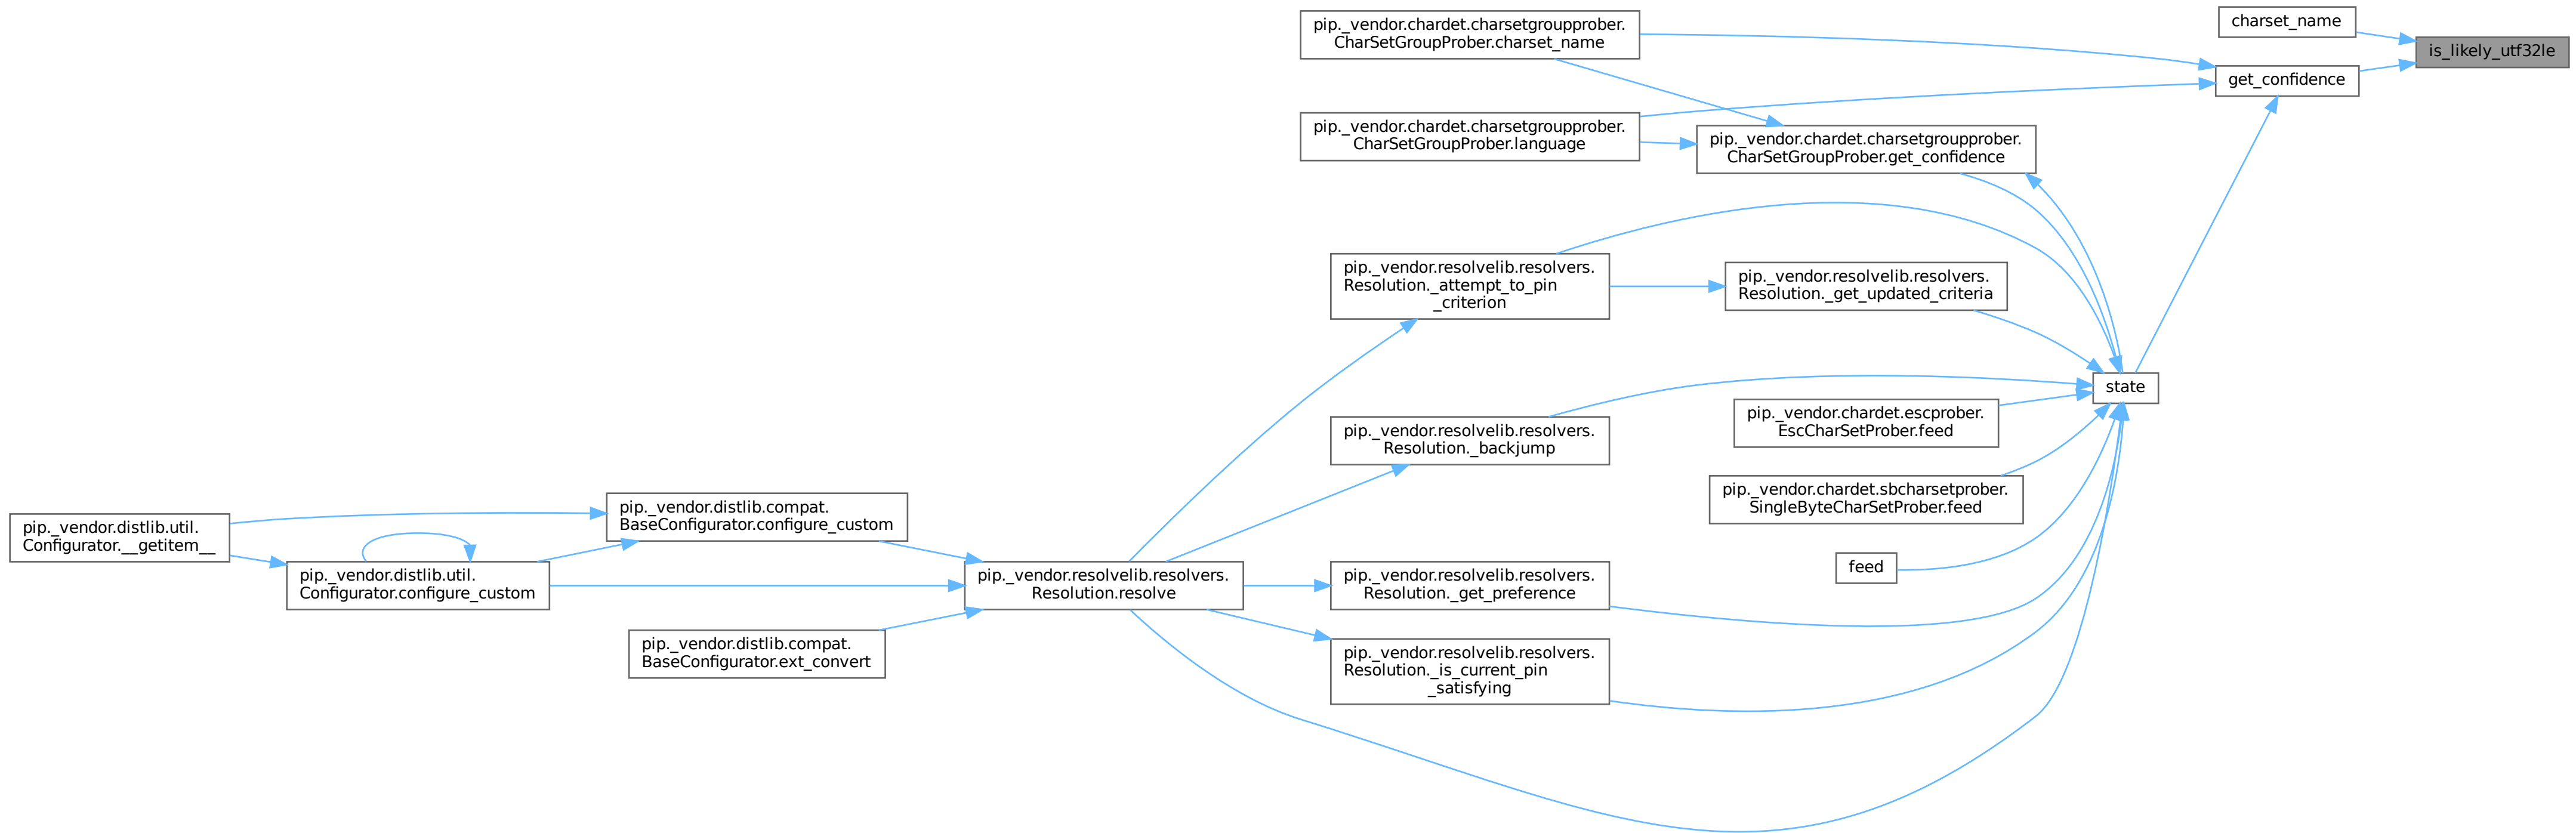 pip._vendor.chardet.charsetgroupprober.
CharSetGroupProber.charset_name
charset_name
is_likely_utf32le
get_confidence
pip._vendor.chardet.charsetgroupprober.
CharSetGroupProber.language
pip._vendor.chardet.charsetgroupprober.
CharSetGroupProber.get_confidence
pip._vendor.resolvelib.resolvers.
Resolution._attempt_to_pin
_criterion
pip._vendor.resolvelib.resolvers.
Resolution._get_updated_criteria
state
pip._vendor.resolvelib.resolvers.
Resolution._backjump
pip._vendor.chardet.escprober.
EscCharSetProber.feed
pip._vendor.chardet.sbcharsetprober.
SingleByteCharSetProber.feed
feed
pip._vendor.distlib.util.
Configurator.__getitem__
pip._vendor.distlib.compat.
BaseConfigurator.configure_custom
pip._vendor.distlib.util.
Configurator.configure_custom
pip._vendor.resolvelib.resolvers.
Resolution.resolve
pip._vendor.resolvelib.resolvers.
Resolution._get_preference
pip._vendor.distlib.compat.
BaseConfigurator.ext_convert
pip._vendor.resolvelib.resolvers.
Resolution._is_current_pin
_satisfying